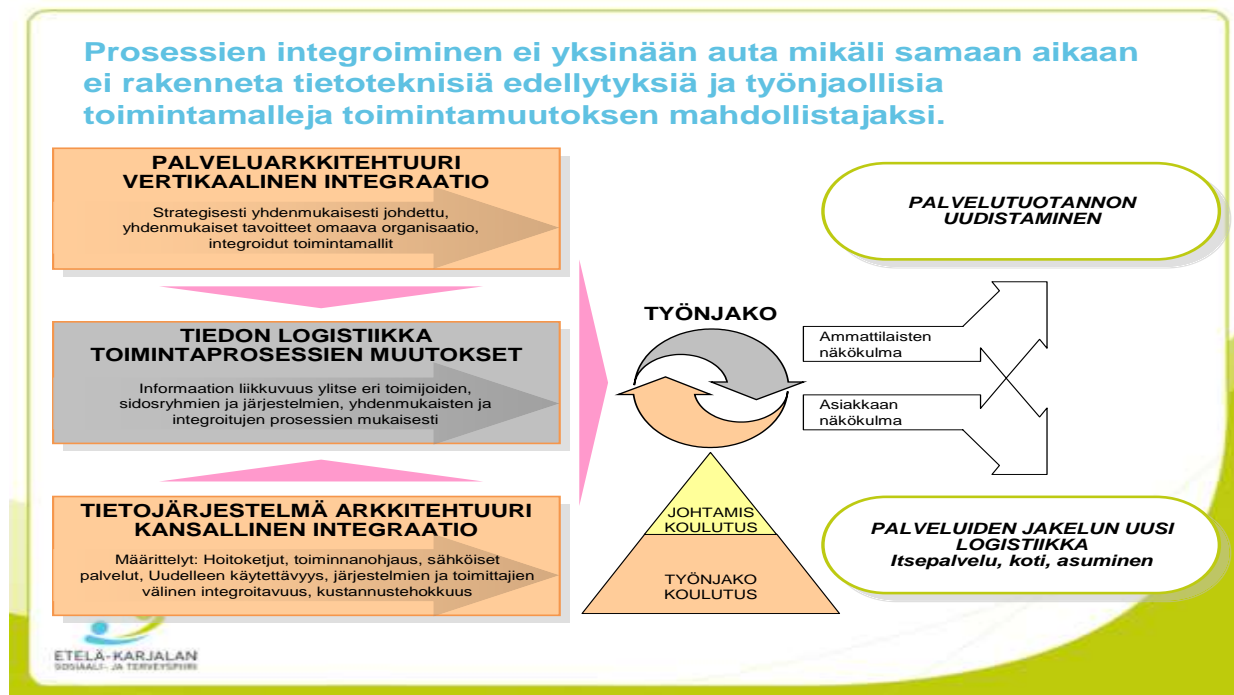 Prosessien integroiminen ei yksinään auta mikäli samaan aikaan
ei rakenneta tietoteknisiä edellytyksiä ja työnjaollisia
toimintamalleja toimintamuutoksen mahdollistajaksi.
PALVELUARKKITEHTUURI
VERTIKAALINEN INTEGRAATIO
Strategisesti yhdenmukaisesti johdettu,
yhdenmukaiset tavoitteet omaava organisaatio,
integroidut toimintamallit
TIEDON LOGISTIIKKA
TOIMINTAPROSESSIEN MUUTOKSET
Informaation liikkuvuus ylitse eri toimijoiden,
sidosryhmien ja järjestelmien, yhdenmukaisten ja
integroitujen prosessien mukaisesti
TIETOJÄRJESTELMÄ ARKKITEHTUURI
KANSALLINEN INTEGRAATIO
Määrittelyt: Hoitoketjut, toiminnanohjaus, sähköiset
palvelut, Uudelleen käytettävyys, järjestelmien ja toimittajien
välinen integroitavuus, kustannustehokkuus
TYÖNJAKO
JOHTAMIS
KOULUTUS
TYÖNJAKO
KOULUTUS
Ammattilaisten
näkökulma
Asiakkaan
näkökulma
PALVELUTUOTANNON
UUDISTAMINEN
PALVELUIDEN JAKELUN UUSI
LOGISTIIKKA
Itsepalvelu, koti, asuminen
ETELÄ-KARJALAN
SOSIAALI- JA TERVEYSPIIRI